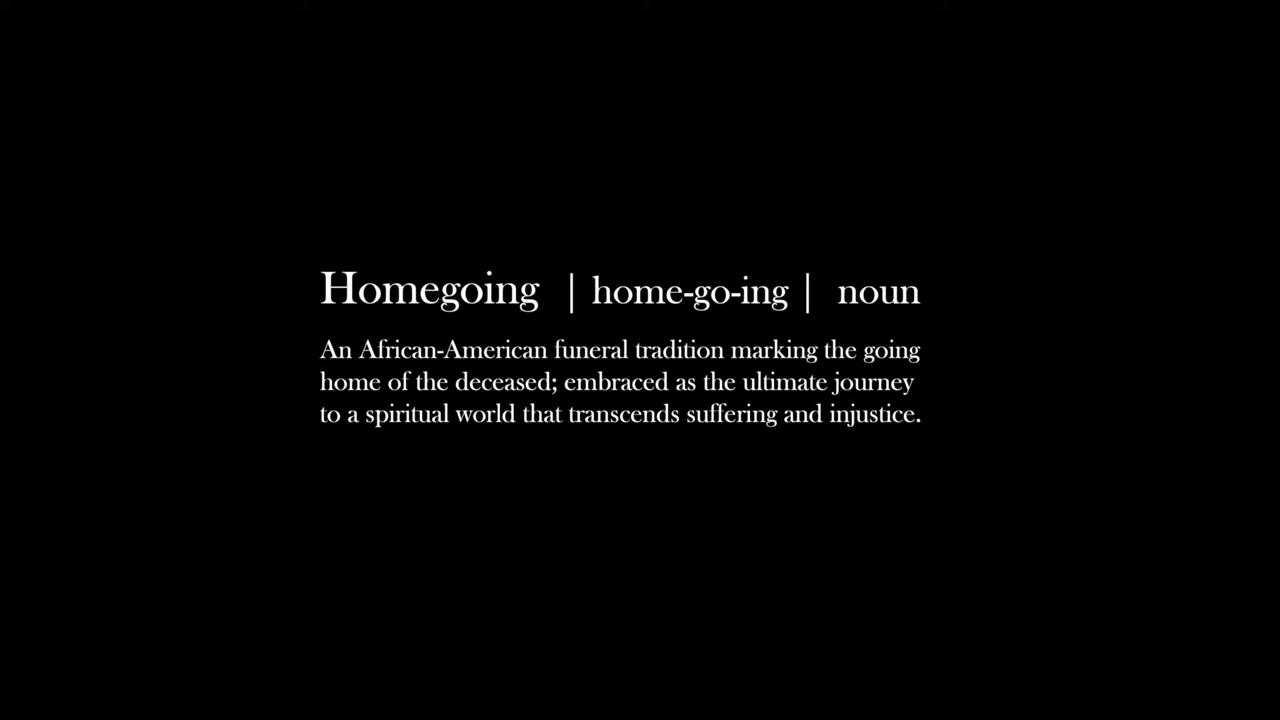 Homegoing | home-go-ing | noun
An African-American funeral tradition marking the going
home of the deceased; embraced as the ultimate journey
to a spiritual world that transcends suffering and injustice.